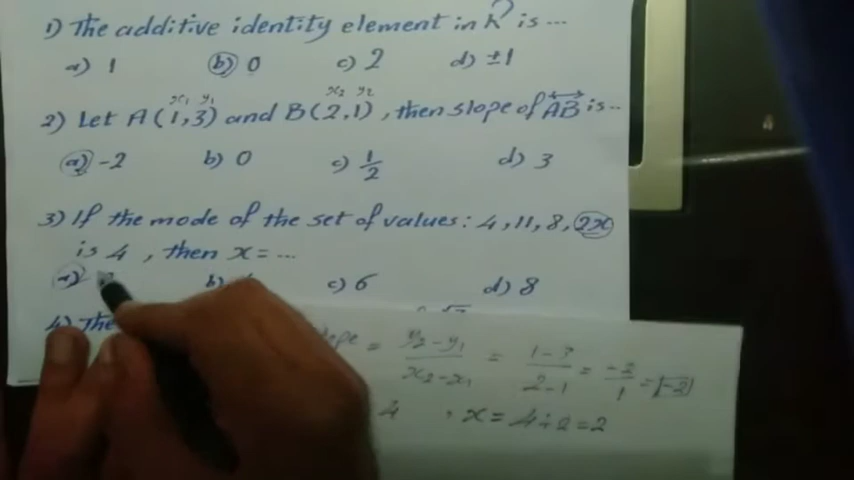 1) The additive identity element in R is ...
a) 1 b) 0 c) 2 d) ±1
x₁ y₁ x₂ y₂
2) Let A (1,3) and B (2,1), then slope of AB is ..
a) -2 b) 0 c) 1/2 d) 3
3) If the mode of the set of values: 4, 11, 8, 2x
is 4, then x = ...
a) b) c) 6 d) 8
4) The
slope = y₂-y₁ / x₂-x₁ = 1-3 / 2-1 = -2 / 1 = -2
4 , x = 4÷2 = 2